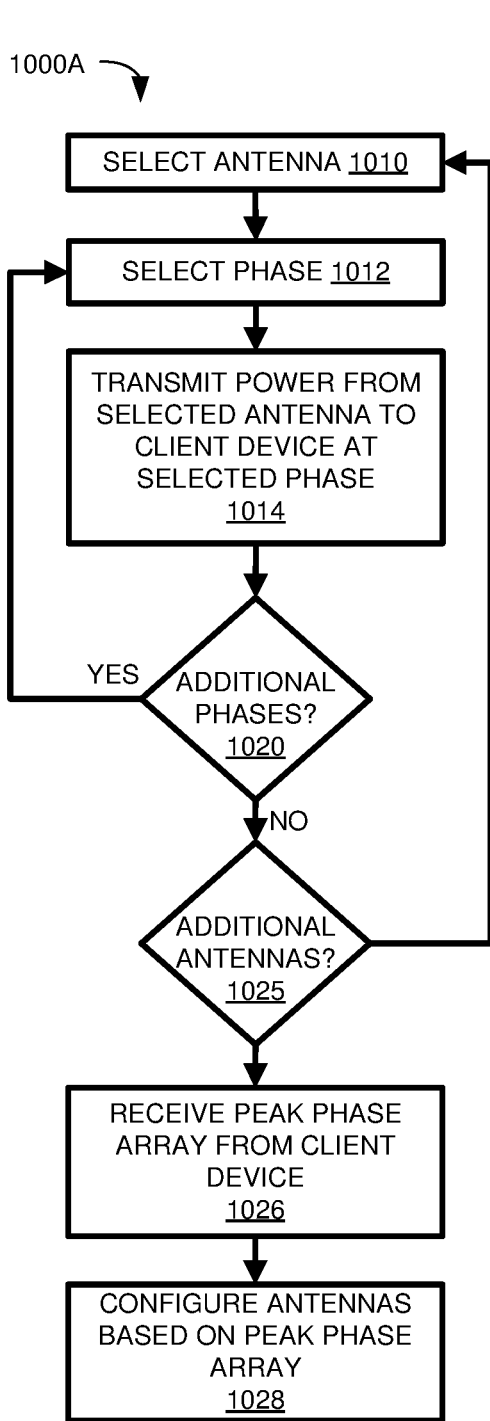 1000A
SELECT ANTENNA 1010
SELECT PHASE 1012
TRANSMIT POWER FROM
SELECTED ANTENNA TO
CLIENT DEVICE AT
SELECTED PHASE
1014
YES
ADDITIONAL
PHASES?
1020
NO
ADDITIONAL
ANTENNAS?
1025
RECEIVE PEAK PHASE
ARRAY FROM CLIENT
DEVICE
1026
CONFIGURE ANTENNAS
BASED ON PEAK PHASE
ARRAY
1028